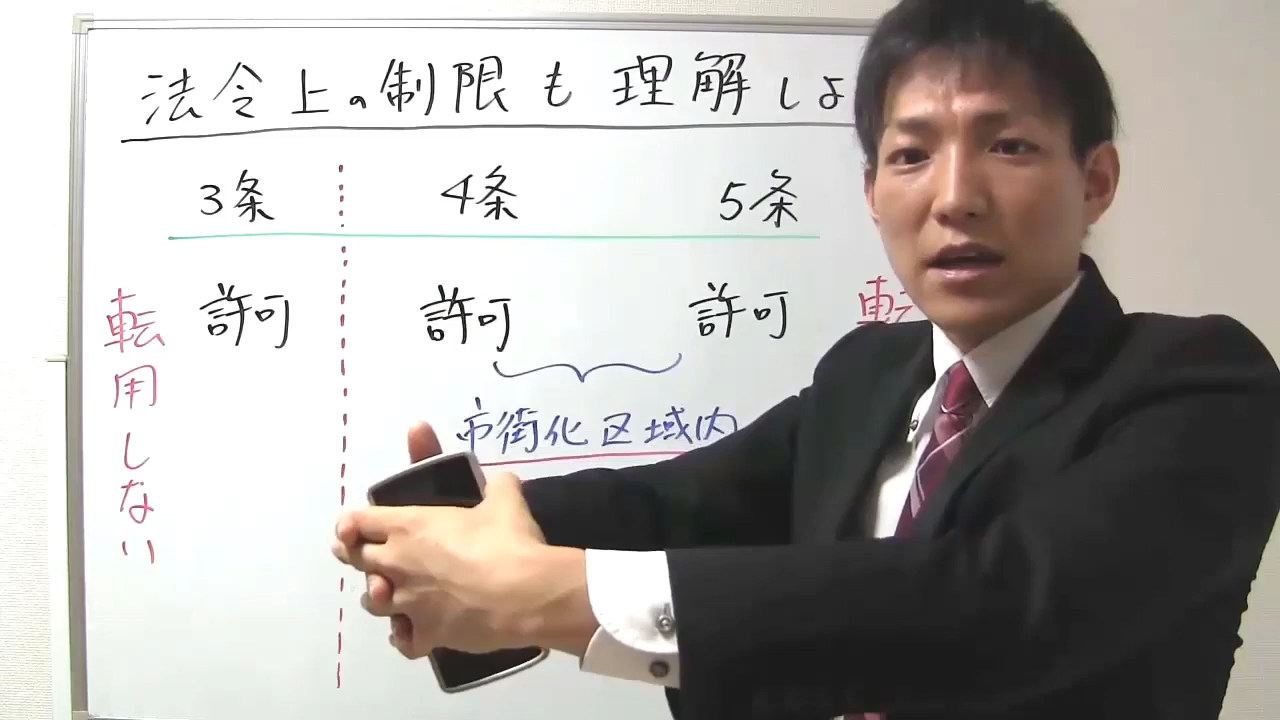 法令上の制限も理解しよ
3条 4条 5条
許可 許可 許可
転用しない
転
市街化区域内